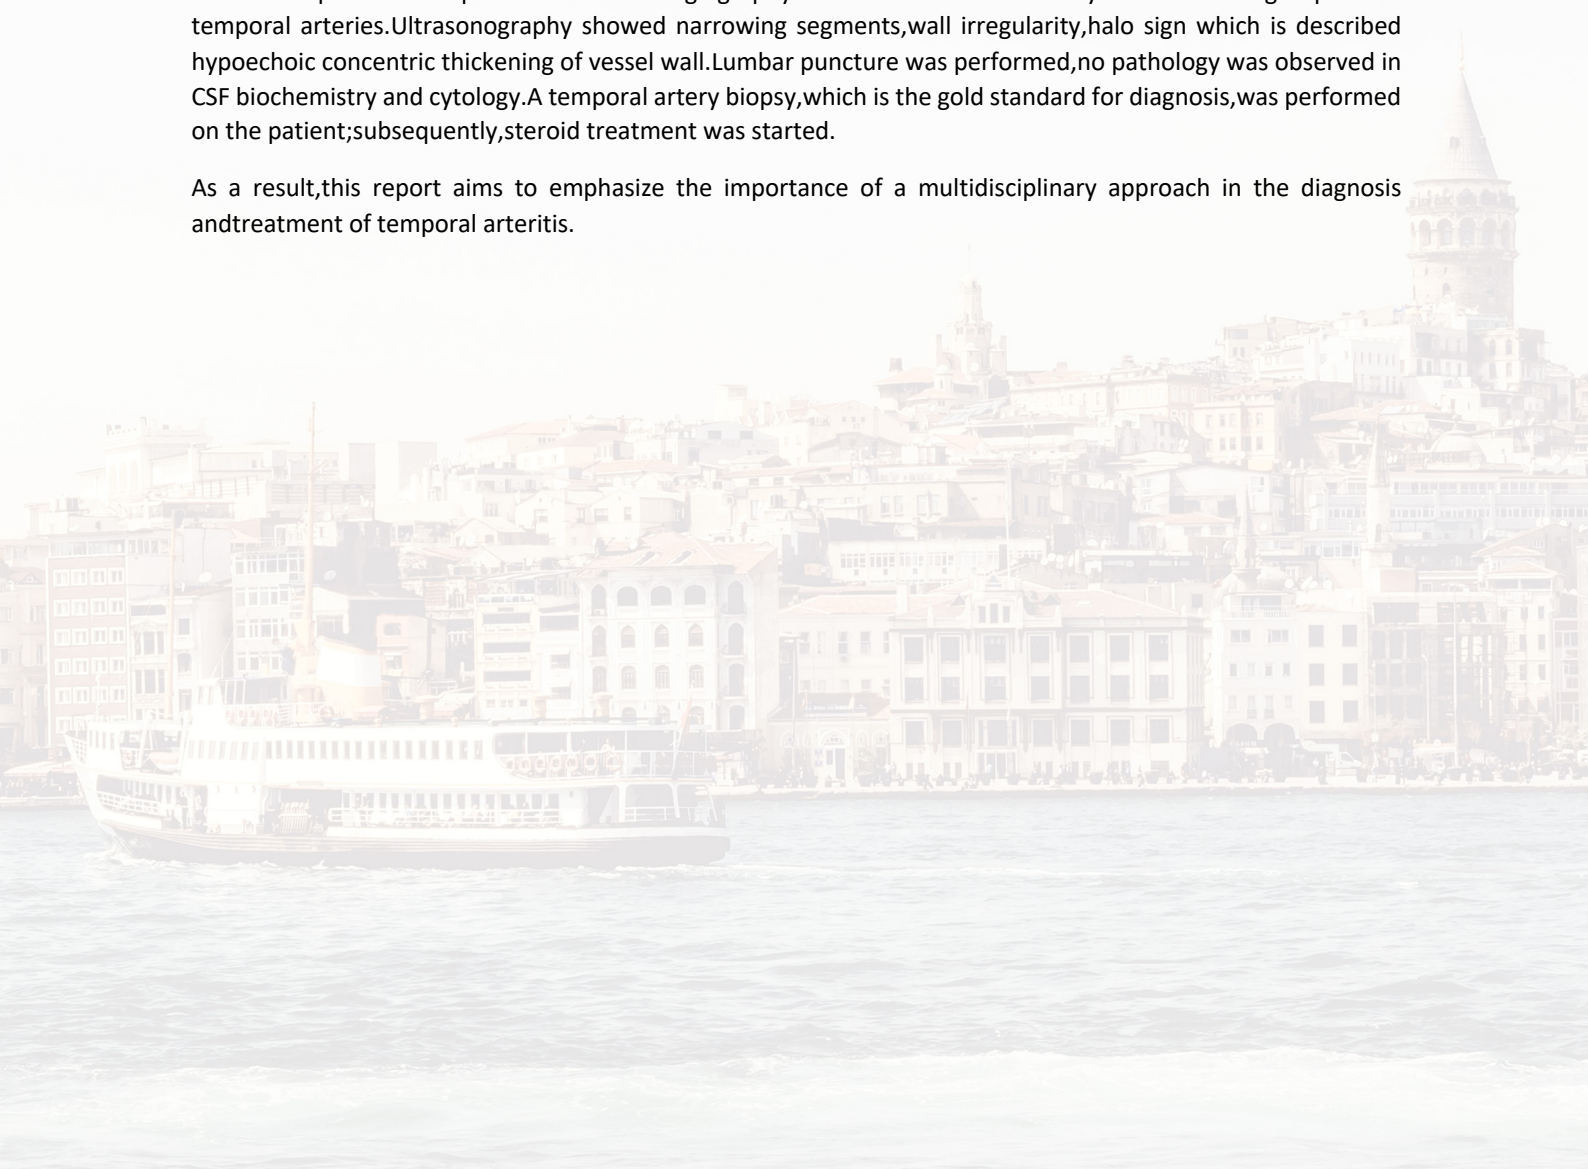 temporal arteries.Ultrasonography showed narrowing segments,wall irregularity,halo sign which is described
hypoechoic concentric thickening of vessel wall.Lumbar puncture was performed,no pathology was observed in
CSF biochemistry and cytology.A temporal artery biopsy,which is the gold standard for diagnosis,was performed
on the patient;subsequently,steroid treatment was started.
As a result,this report aims to emphasize the importance of a multidisciplinary approach in the diagnosis
andtreatment of temporal arteritis.